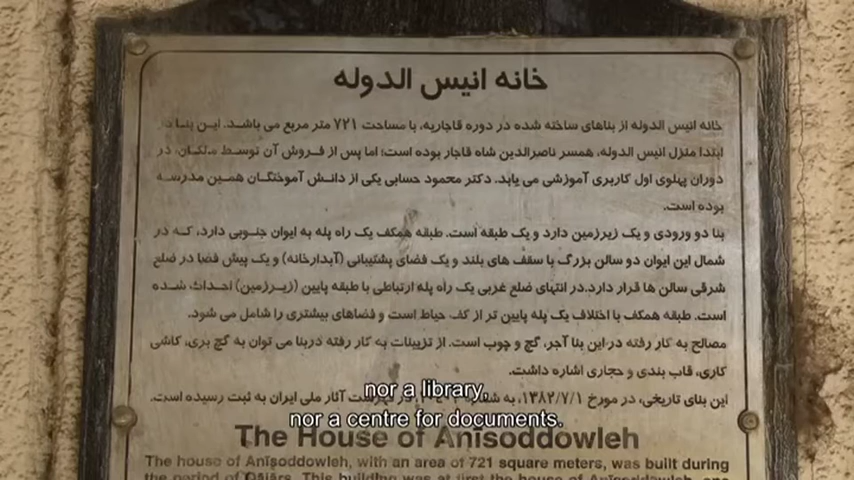 خانه انیس الدوله
خانه انیس الدوله از بناهای ساخته شده در دوره قاجاریه، با مساحت ۷۲۱ متر مربع می باشد. این بنا در
ابتدا منزل انیس الدوله، همسر ناصرالدین شاه قاجار بوده است؛ اما پس از فروش آن توسط مالکان، در
دوران پهلوی اول کاربری آموزشی می یابد. دکتر محمود حسابی یکی از دانش آموختگان همین مدرسه
بوده است.
بنا دو ورودی و یک زیرزمین دارد و یک طبقه است. طبقه همکف یک راه پله به ایوان جنوبی دارد، که در
شمال این ایوان دو سالن بزرگ با سقف های بلند و یک فضای پشتیبانی (آبدارخانه) و یک پیش فضا در ضلع
شرقی سالن ها قرار دارد.در انتهای ضلع غربی یک راه پله ارتباطی با طبقه پایین (زیرزمین) احداث شده
است. طبقه همکف با اختلاف یک پله پایین تر از کف حیاط است و فضاهای بیشتری را شامل می شود.
مصالح به کار رفته در این بنا آجر، گچ و چوب است. از تزیینات به کار رفته دربنا می توان به گچ بری، کاشی
کاری، قاب بندی و حجاری اشاره داشت.
این بنای تاریخی، در مورخ ۱۳۸۲/۷/۱، به در فهرست آثار ملی ایران به ثبت رسیده است.
nor a library,
nor a centre for documents.
The House of Anīsoddowleh
The house of Anīsoddowleh, with an area of 721 square meters, was built during
the period of Qājārs. This building was at first the house of Anīsoddowleh, one